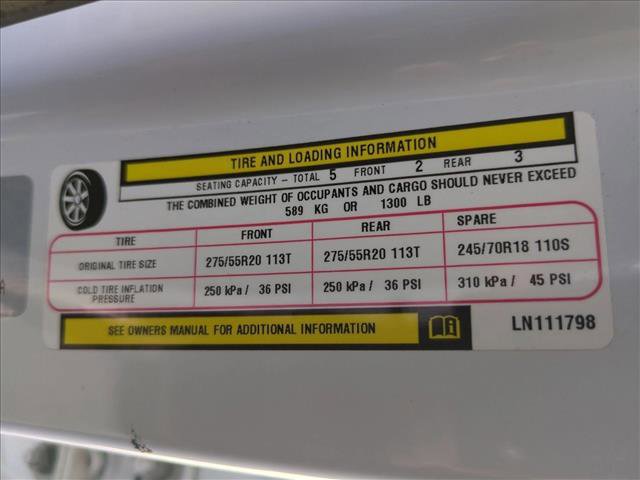 TIRE AND LOADING INFORMATION
SEATING CAPACITY - TOTAL 5 FRONT 2 REAR 3
THE COMBINED WEIGHT OF OCCUPANTS AND CARGO SHOULD NEVER EXCEED
589 KG OR 1300 LB
TIRE FRONT REAR SPARE
ORIGINAL TIRE SIZE 275/55R20 113T 275/55R20 113T 245/70R18 110S
COLD TIRE INFLATION PRESSURE 250 kPa / 36 PSI 250 kPa / 36 PSI 310 kPa / 45 PSI
SEE OWNERS MANUAL FOR ADDITIONAL INFORMATION LN111798